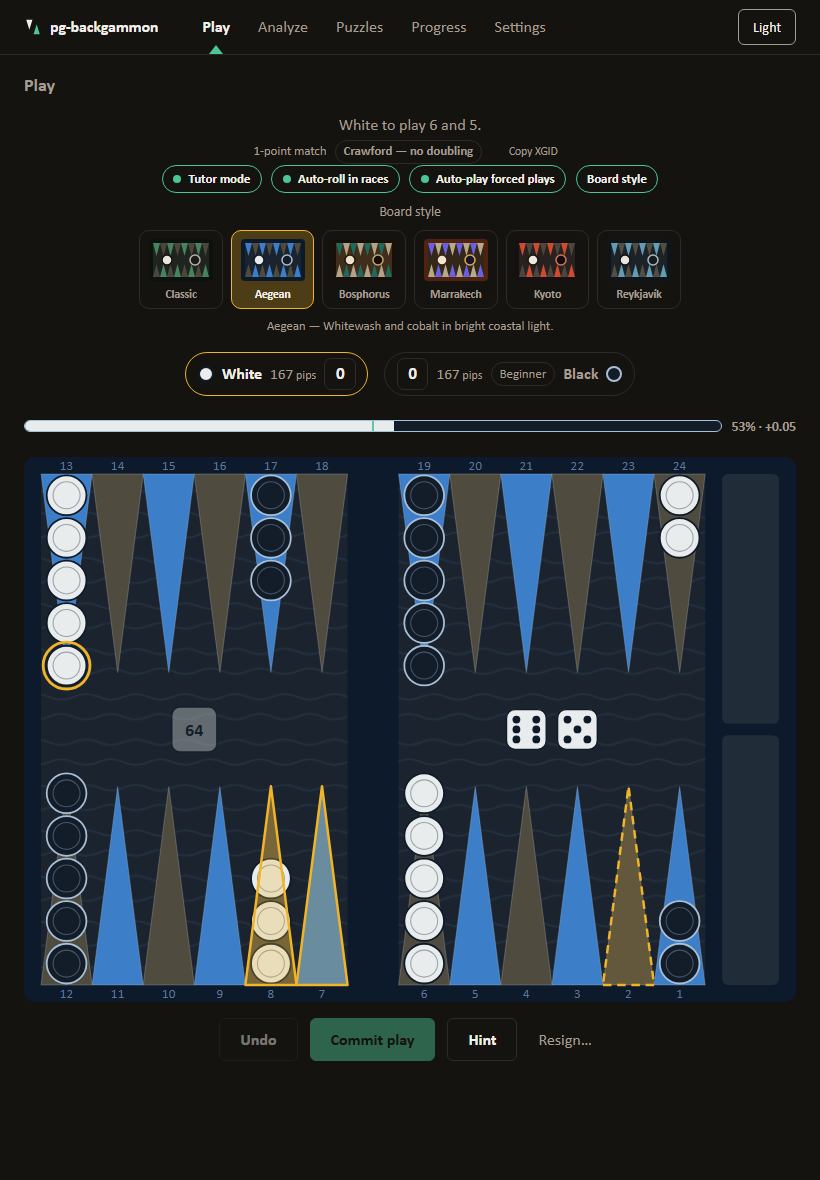 pg-backgammon Play Analyze Puzzles Progress Settings Light
Play
White to play 6 and 5.
1-point match Crawford — no doubling Copy XGID
Tutor mode Auto-roll in races Auto-play forced plays Board style
Board style
Classic Aegean Bosphorus Marrakech Kyoto Reykjavík
Aegean — Whitewash and cobalt in bright coastal light.
White 167 pips 0 0 167 pips Beginner Black
53% · +0.05
13 14 15 16 17 18 19 20 21 22 23 24
64
12 11 10 9 8 7 6 5 4 3 2 1
Undo Commit play Hint Resign...